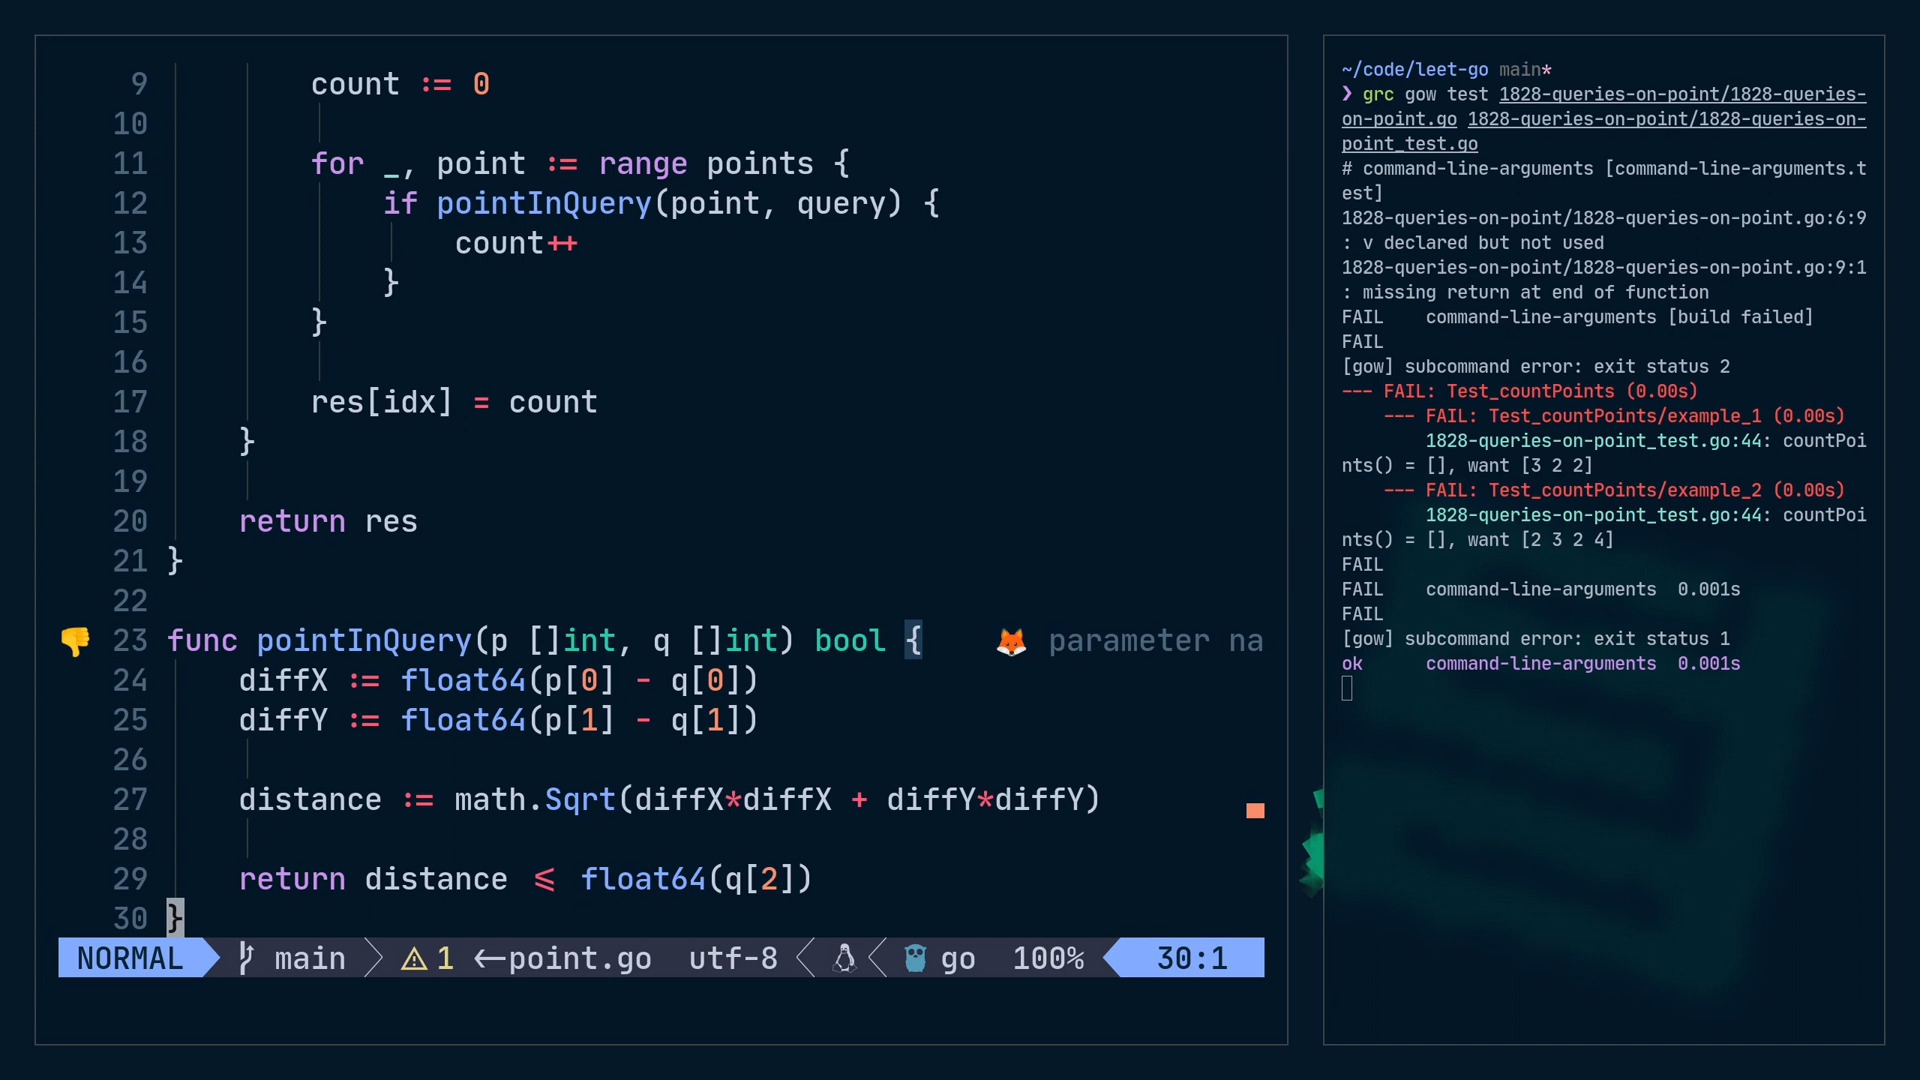 9 count := 0
10
11 for _, point := range points {
12 if pointInQuery(point, query) {
13 count++
14 }
15 }
16
17 res[idx] = count
18 }
19
20 return res
21 }
22
23 func pointInQuery(p []int, q []int) bool { parameter na
24 diffX := float64(p[0] - q[0])
25 diffY := float64(p[1] - q[1])
26
27 distance := math.Sqrt(diffX*diffX + diffY*diffY)
28
29 return distance <= float64(q[2])
30 }
NORMAL main 1 <-point.go utf-8 go 100% 30:1
~/code/leet-go main*
❯ grc gow test 1828-queries-on-point/1828-queries-
on-point.go 1828-queries-on-point/1828-queries-on-
point_test.go
# command-line-arguments [command-line-arguments.t
est]
1828-queries-on-point/1828-queries-on-point.go:6:9
: v declared but not used
1828-queries-on-point/1828-queries-on-point.go:9:1
: missing return at end of function
FAIL command-line-arguments [build failed]
FAIL
[gow] subcommand error: exit status 2
--- FAIL: Test_countPoints (0.00s)
--- FAIL: Test_countPoints/example_1 (0.00s)
1828-queries-on-point_test.go:44: countPoi
nts() = [], want [3 2 2]
--- FAIL: Test_countPoints/example_2 (0.00s)
1828-queries-on-point_test.go:44: countPoi
nts() = [], want [2 3 2 4]
FAIL
FAIL command-line-arguments 0.001s
FAIL
[gow] subcommand error: exit status 1
ok command-line-arguments 0.001s